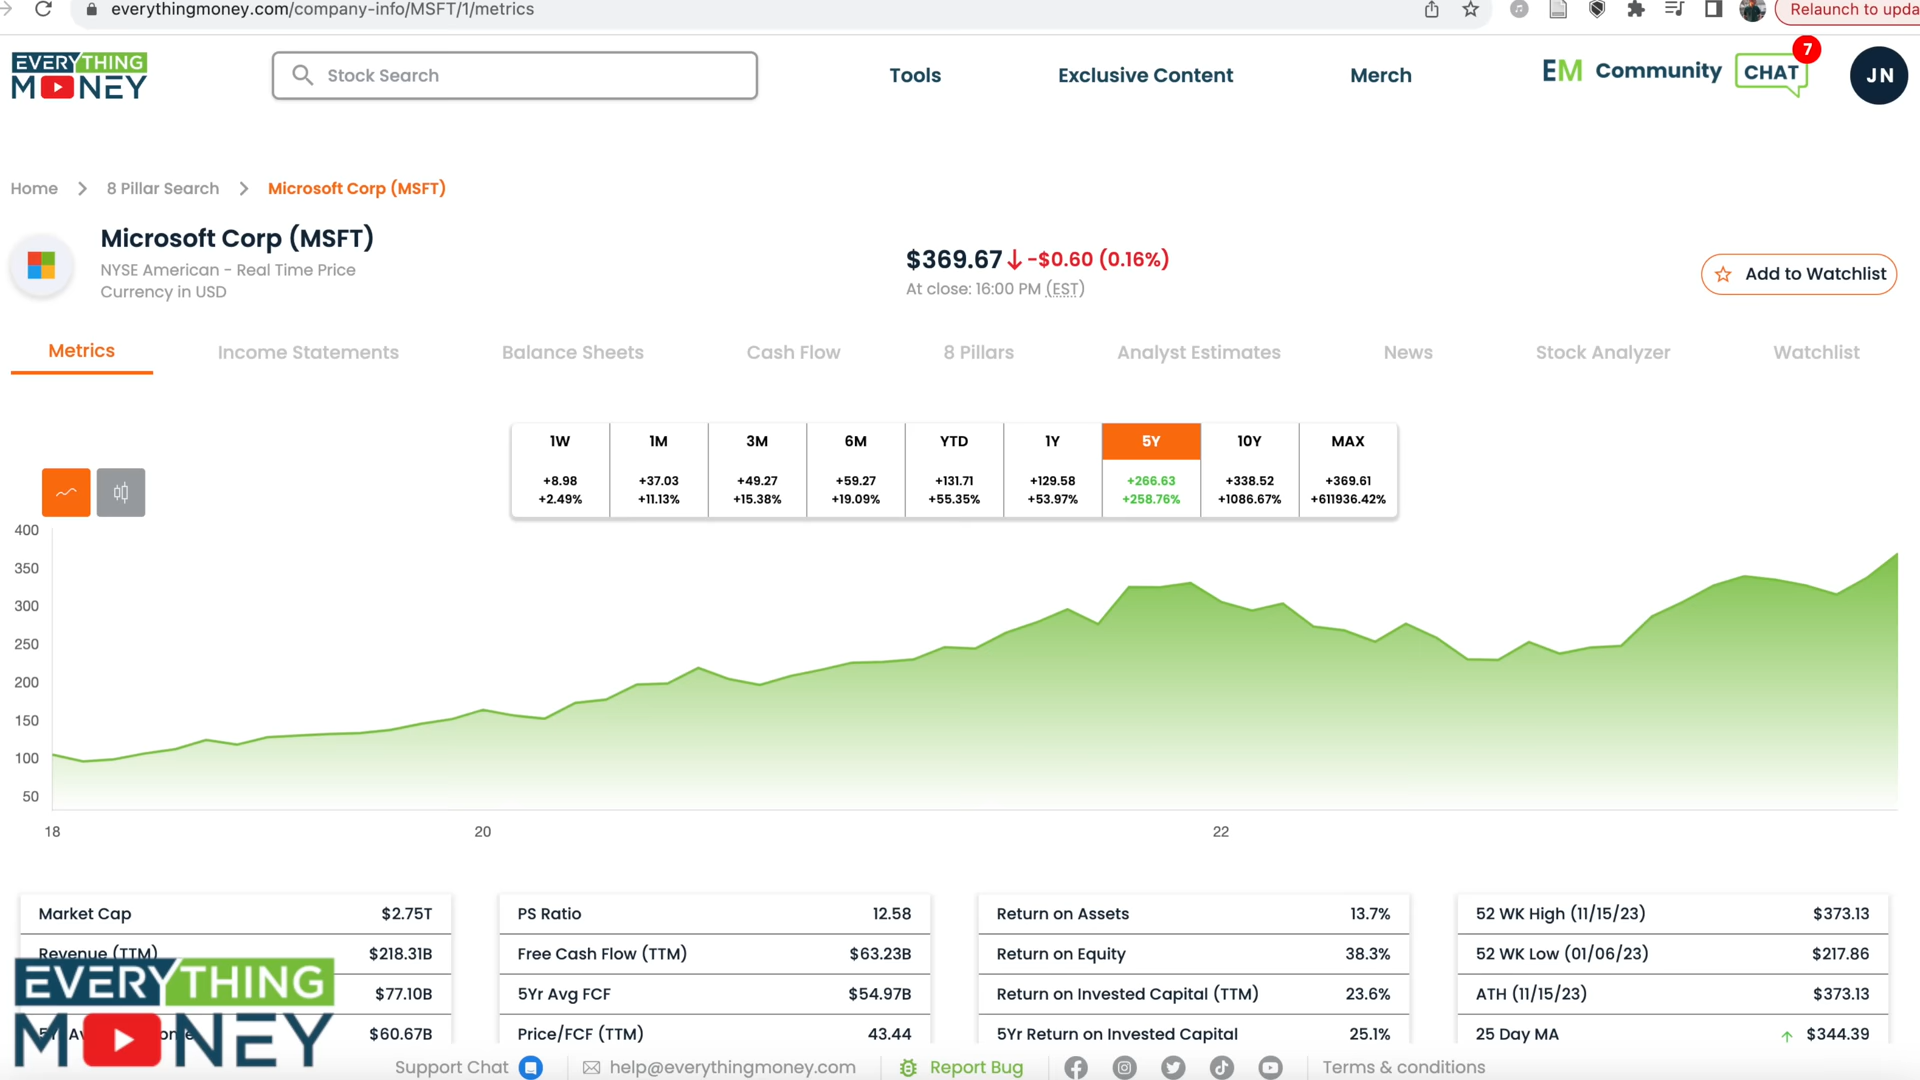 everythingmoney.com/company-info/MSFT/1/metrics
Relaunch to upda
EVERYTHING
MONEY
Stock Search
Tools
Exclusive Content
Merch
EM Community
CHAT
7
JN
Home
8 Pillar Search
Microsoft Corp (MSFT)
Microsoft Corp (MSFT)
NYSE American - Real Time Price
Currency in USD
$369.67 -$0.60 (0.16%)
At close: 16:00 PM (EST)
Add to Watchlist
Metrics
Income Statements
Balance Sheets
Cash Flow
8 Pillars
Analyst Estimates
News
Stock Analyzer
Watchlist
1W
1M
3M
6M
YTD
1Y
5Y
10Y
MAX
+8.98
+37.03
+49.27
+59.27
+131.71
+129.58
+266.63
+338.52
+369.61
+2.49%
+11.13%
+15.38%
+19.09%
+55.35%
+53.97%
+258.76%
+1086.67%
+611936.42%
400
350
300
250
200
150
100
50
18
20
22
Market Cap $2.75T
Revenue (TTM) $218.31B
$77.10B
$60.67B
PS Ratio 12.58
Free Cash Flow (TTM) $63.23B
5Yr Avg FCF $54.97B
Price/FCF (TTM) 43.44
Return on Assets 13.7%
Return on Equity 38.3%
Return on Invested Capital (TTM) 23.6%
5Yr Return on Invested Capital 25.1%
52 WK High (11/15/23) $373.13
52 WK Low (01/06/23) $217.86
ATH (11/15/23) $373.13
25 Day MA $344.39
EVERYTHING
MONEY
Support Chat
help@everythingmoney.com
Report Bug
Terms & conditions